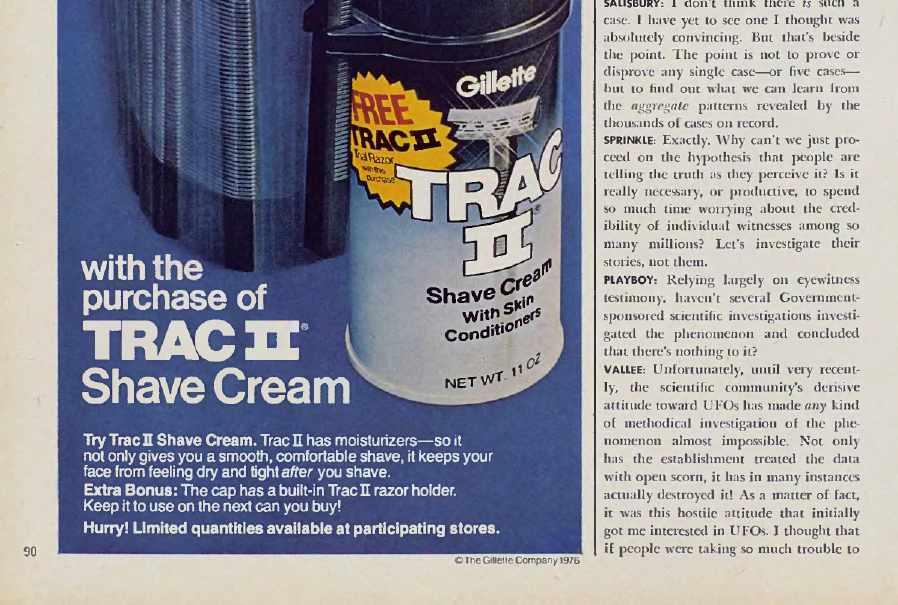 Gillette
FREE
TRAC II
Trial Razor
with this
purchase
TRAC
II®
Shave Cream
With Skin
Conditioners
NET WT. 11 OZ
with the
purchase of
TRAC II®
Shave Cream
Try Trac II Shave Cream. Trac II has moisturizers—so it
not only gives you a smooth, comfortable shave, it keeps your
face from feeling dry and tight after you shave.
Extra Bonus: The cap has a built-in Trac II razor holder.
Keep it to use on the next can you buy!
Hurry! Limited quantities available at participating stores.
90
© The Gillette Company 1976
SALISBURY: I don't think there is such a
case. I have yet to see one I thought was
absolutely convincing. But that's beside
the point. The point is not to prove or
disprove any single case—or five cases—
but to find out what we can learn from
the aggregate patterns revealed by the
thousands of cases on record.
SPRINKLE: Exactly. Why can't we just pro-
ceed on the hypothesis that people are
telling the truth as they perceive it? Is it
really necessary, or productive, to spend
so much time worrying about the cred-
ibility of individual witnesses among so
many millions? Let's investigate their
stories, not them.
PLAYBOY: Relying largely on eyewitness
testimony, haven't several Government-
sponsored scientific investigations investi-
gated the phenomenon and concluded
that there's nothing to it?
VALLEE: Unfortunately, until very recent-
ly, the scientific community's derisive
attitude toward UFOs has made any kind
of methodical investigation of the phe-
nomenon almost impossible. Not only
has the establishment treated the data
with open scorn, it has in many instances
actually destroyed it! As a matter of fact,
it was this hostile attitude that initially
got me interested in UFOs. I thought that
if people were taking so much trouble to